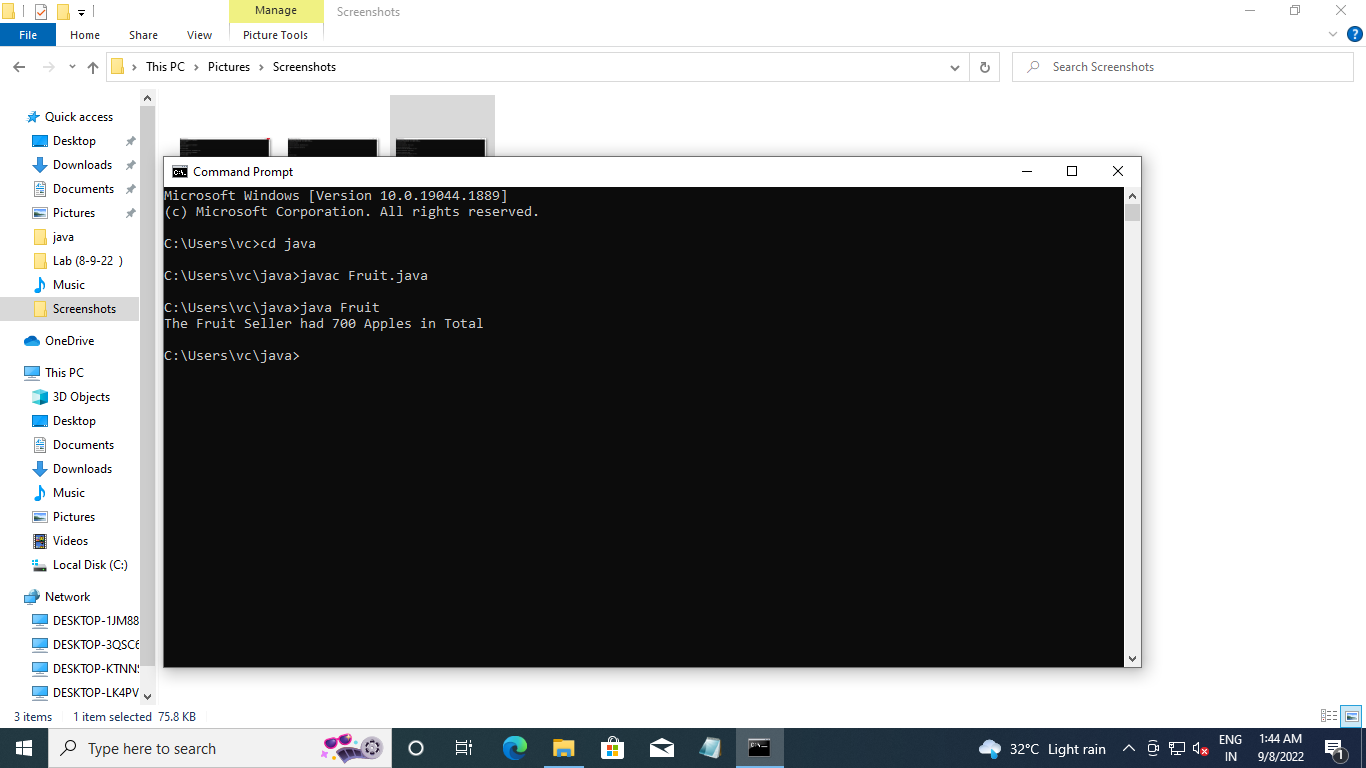 Manage
Screenshots
File
Home
Share
View
Picture Tools
This PC
Pictures
Screenshots
Search Screenshots
Quick access
Desktop
Downloads
Documents
Pictures
java
Lab (8-9-22 )
Music
Screenshots
OneDrive
This PC
3D Objects
Desktop
Documents
Downloads
Music
Pictures
Videos
Local Disk (C:)
Network
DESKTOP-1JM88
DESKTOP-3QSC6
DESKTOP-KTNNS
DESKTOP-LK4PV
Command Prompt
Microsoft Windows [Version 10.0.19044.1889]
(c) Microsoft Corporation. All rights reserved.
C:\Users\vc>cd java
C:\Users\vc\java>javac Fruit.java
C:\Users\vc\java>java Fruit
The Fruit Seller had 700 Apples in Total
C:\Users\vc\java>
3 items
1 item selected 75.8 KB
Type here to search
32°C Light rain
ENG
IN
1:44 AM
9/8/2022
1